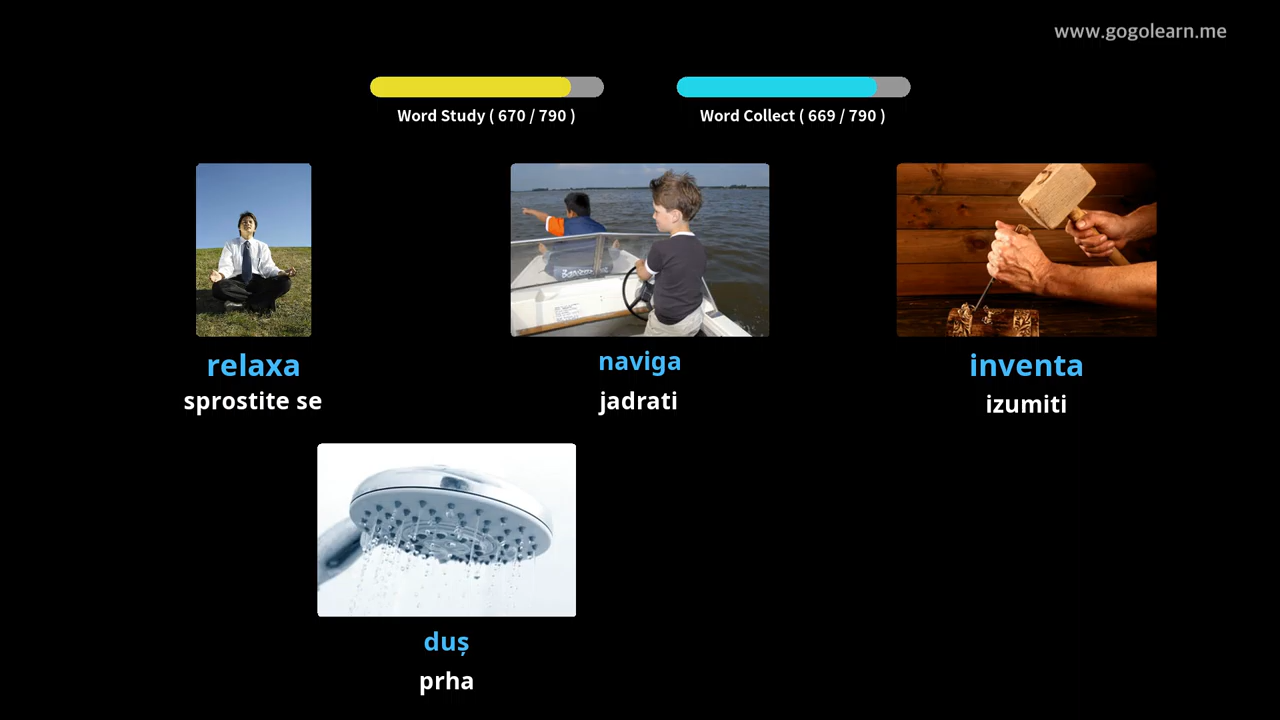 www.gogolearn.me
Word Study ( 670 / 790 )
Word Collect ( 669 / 790 )
relaxa
sprostite se
naviga
jadrati
inventa
izumiti
duș
prha